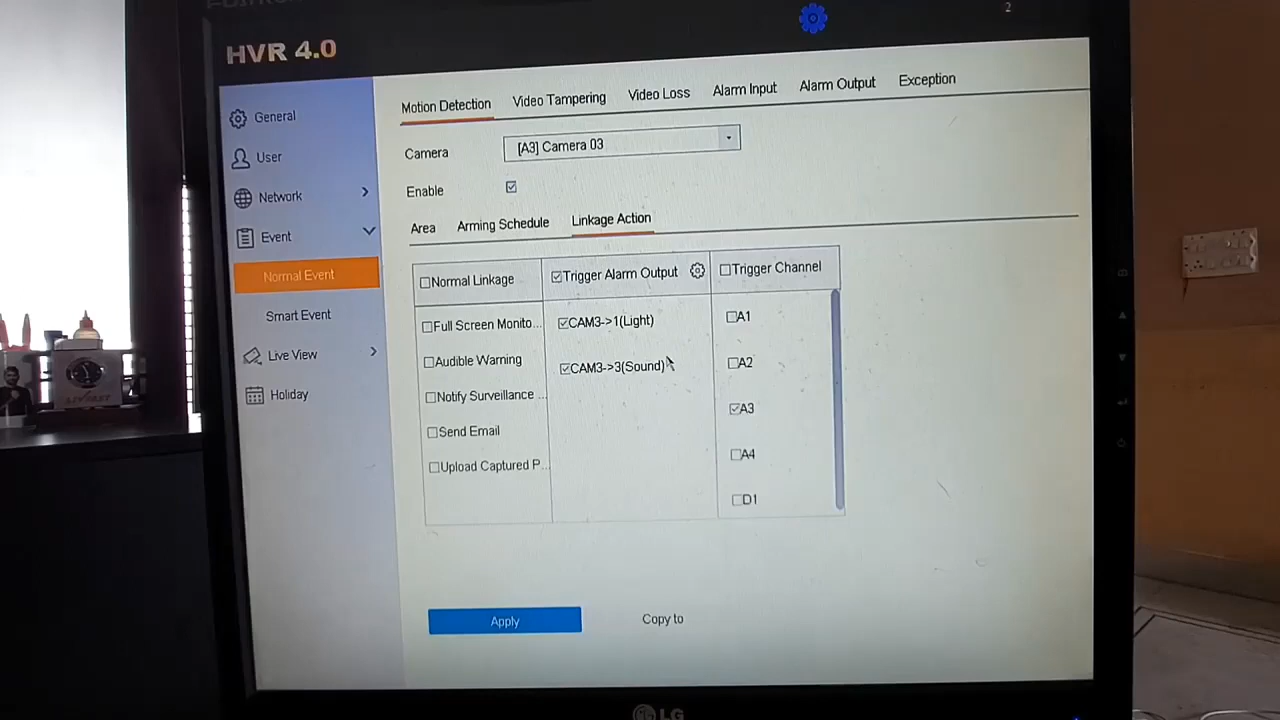 2
HVR 4.0
General
User
Network
Event
Normal Event
Smart Event
Live View
Holiday
Motion Detection Video Tampering Video Loss Alarm Input Alarm Output Exception
Camera [A3] Camera 03
Enable
Area Arming Schedule Linkage Action
Normal Linkage Trigger Alarm Output Trigger Channel
Full Screen Monito... CAM3->1(Light) A1
Audible Warning CAM3->3(Sound) A2
Notify Surveillance ... A3
Send Email A4
Upload Captured P... D1
Apply Copy to
LG